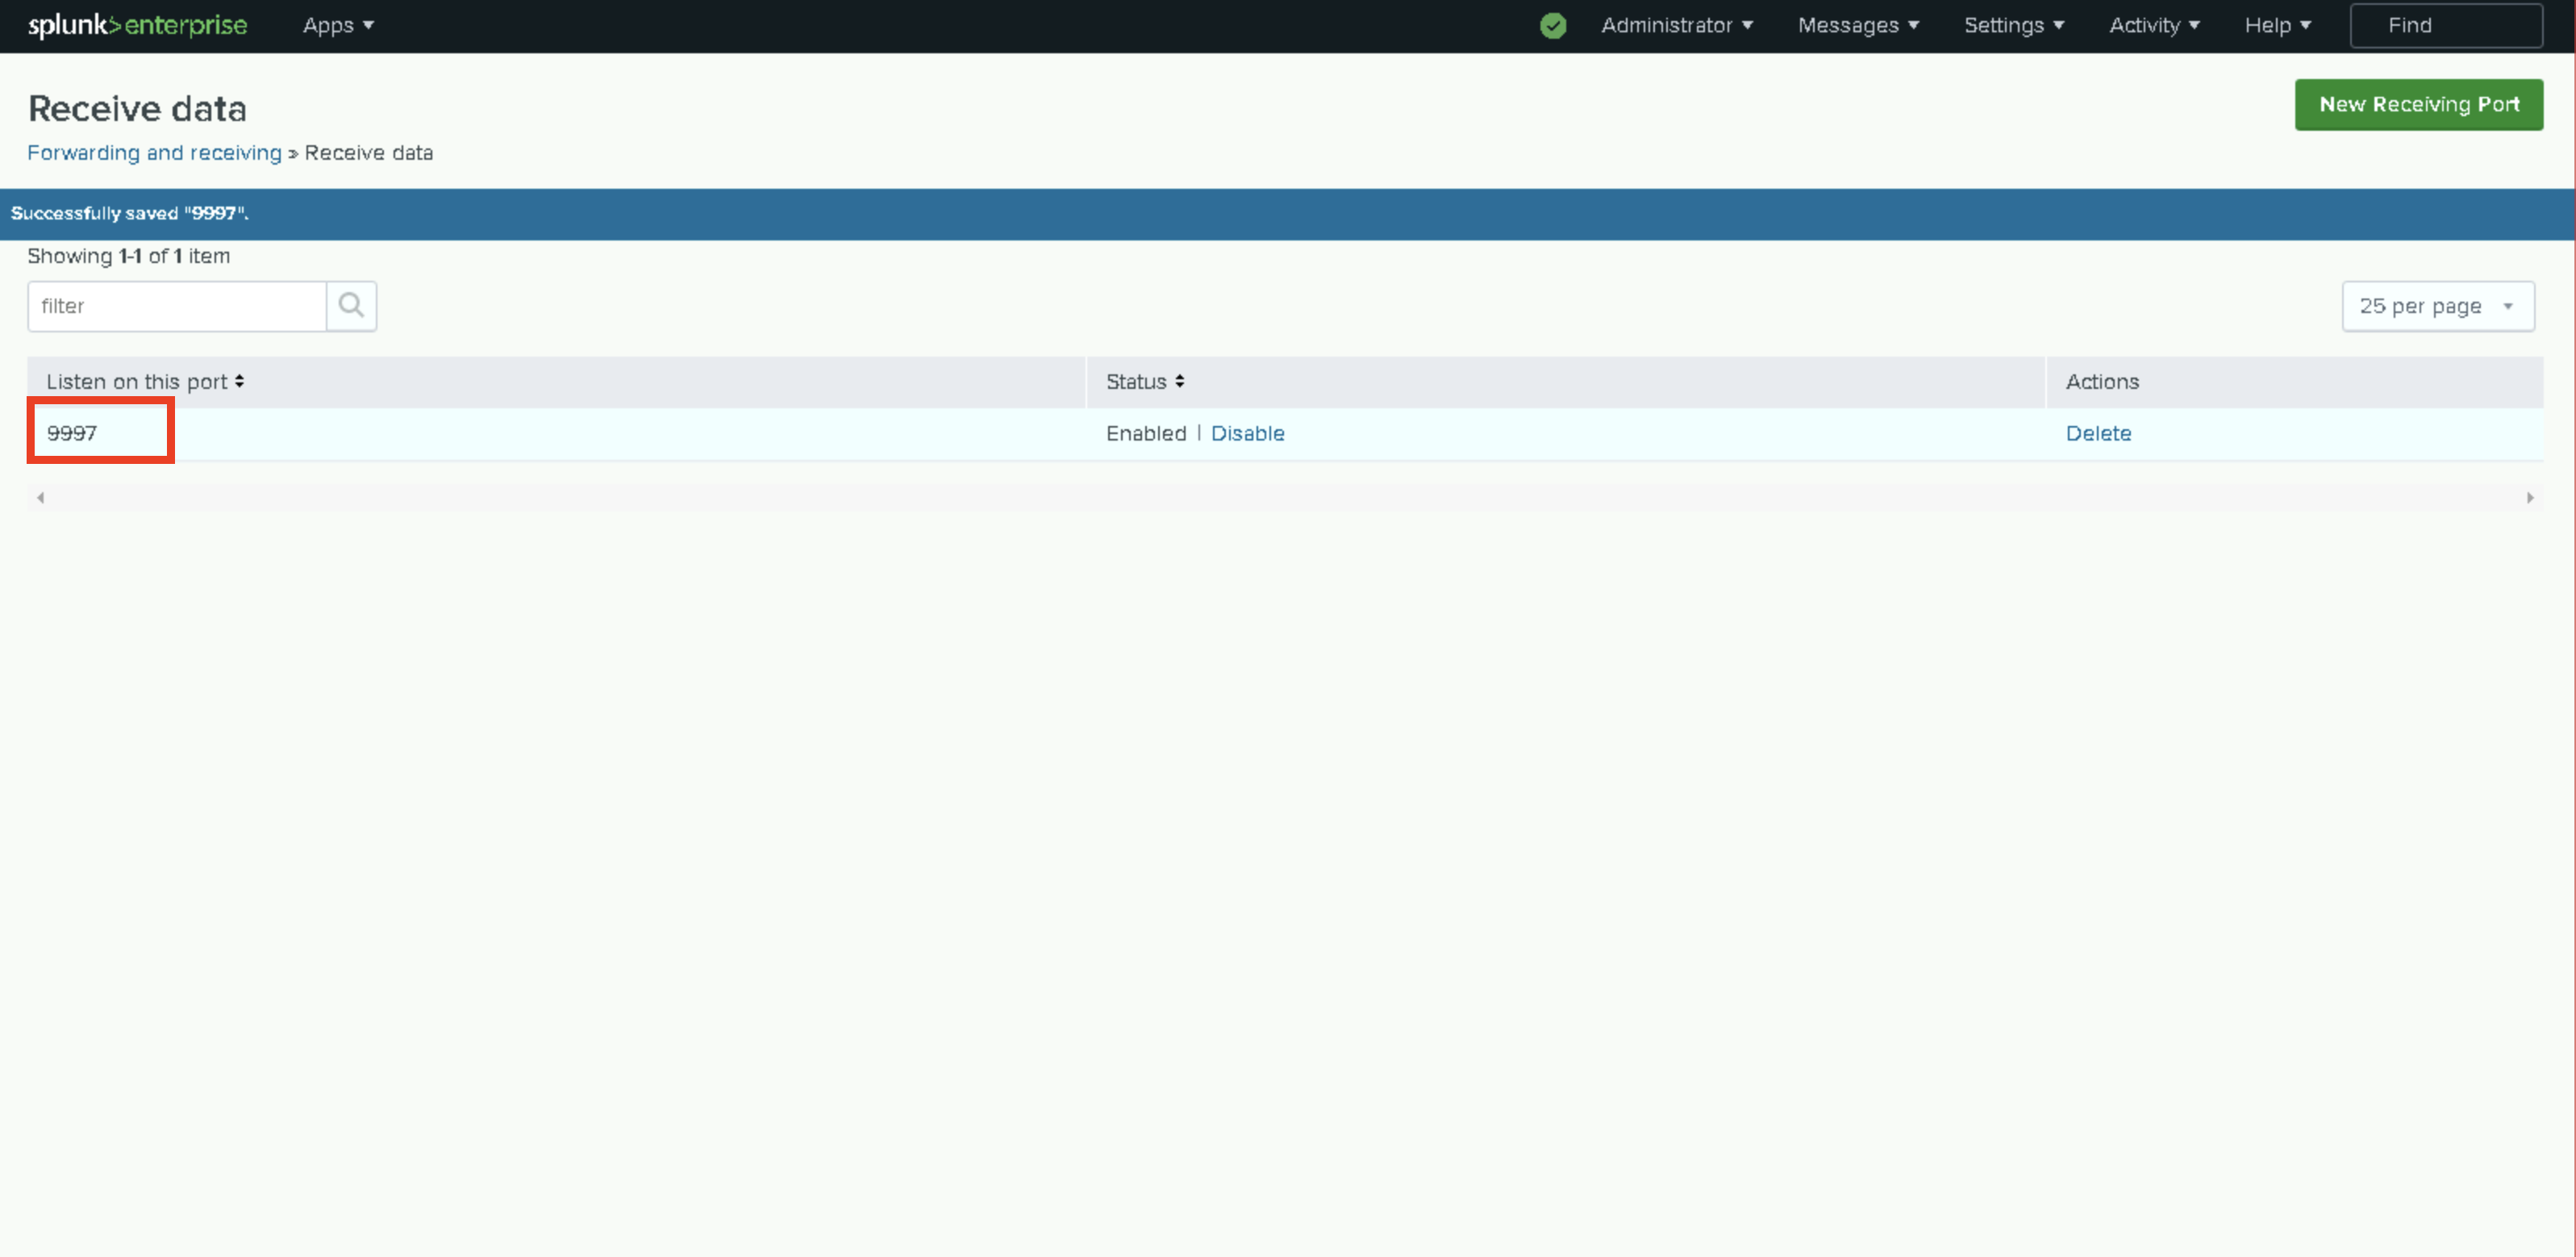 splunk>enterprise Apps Administrator Messages Settings Activity Help Find
Receive data
New Receiving Port
Forwarding and receiving » Receive data
Successfully saved "9997".
Showing 1-1 of 1 item
filter
25 per page
Listen on this port Status Actions
9997 Enabled | Disable Delete